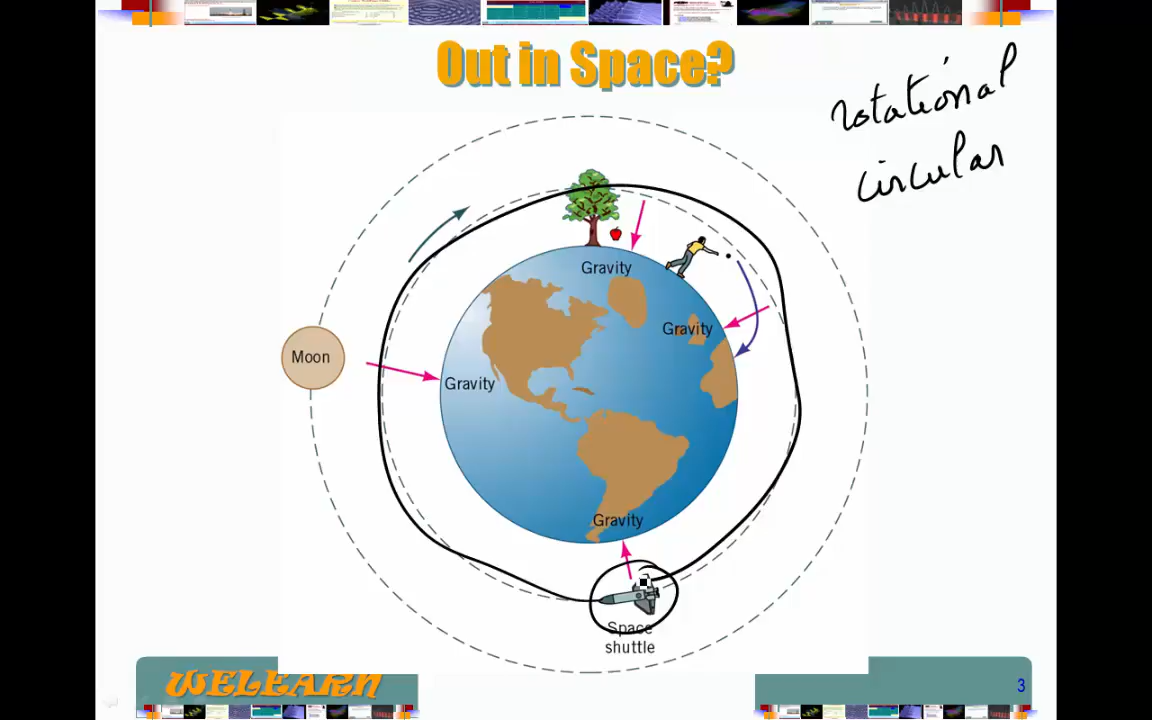 Out in Space?
rotational
circular
Gravity
Gravity
Moon
Gravity
Gravity
Space
shuttle
WELEARN
3